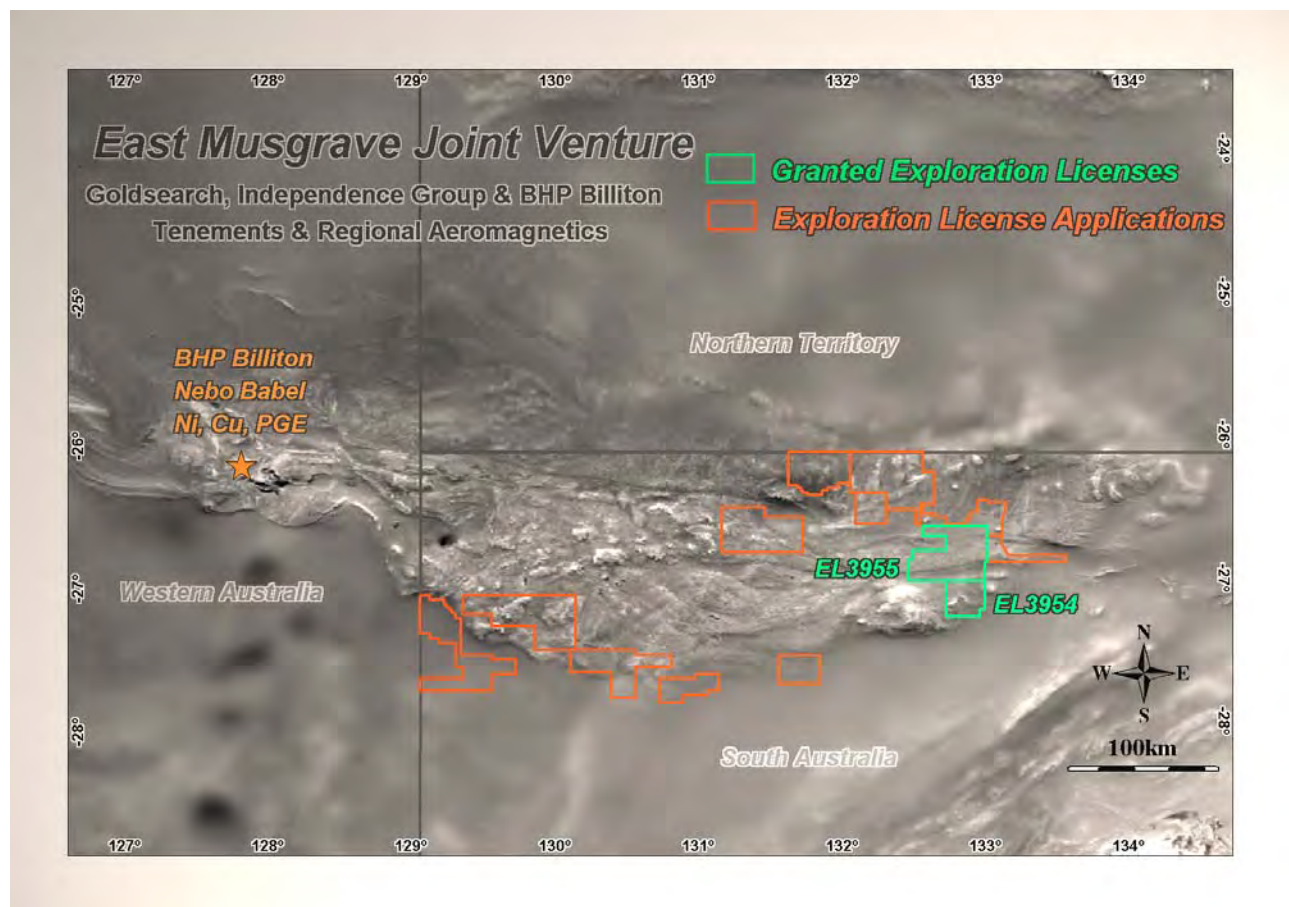 127° 128° 129° 130° 131° 132° 133° 134°
East Musgrave Joint Venture
Goldsearch, Independence Group & BHP Billiton
Tenements & Regional Aeromagnetics
Granted Exploration Licenses
Exploration License Applications
-24°
-25°
-25°
Northern Territory
BHP Billiton
Nebo Babel
Ni, Cu, PGE
-26°
-26°
EL3955
-27°
-27°
Western Australia
EL3954
N
W
E
S
-28°
-28°
South Australia
100km
127° 128° 129° 130° 131° 132° 133° 134°